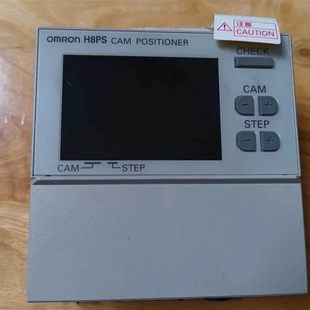 注意
CAUTION
OMRON H8PS CAM POSITIONER
CHECK
CAM
STEP
CAM STEP